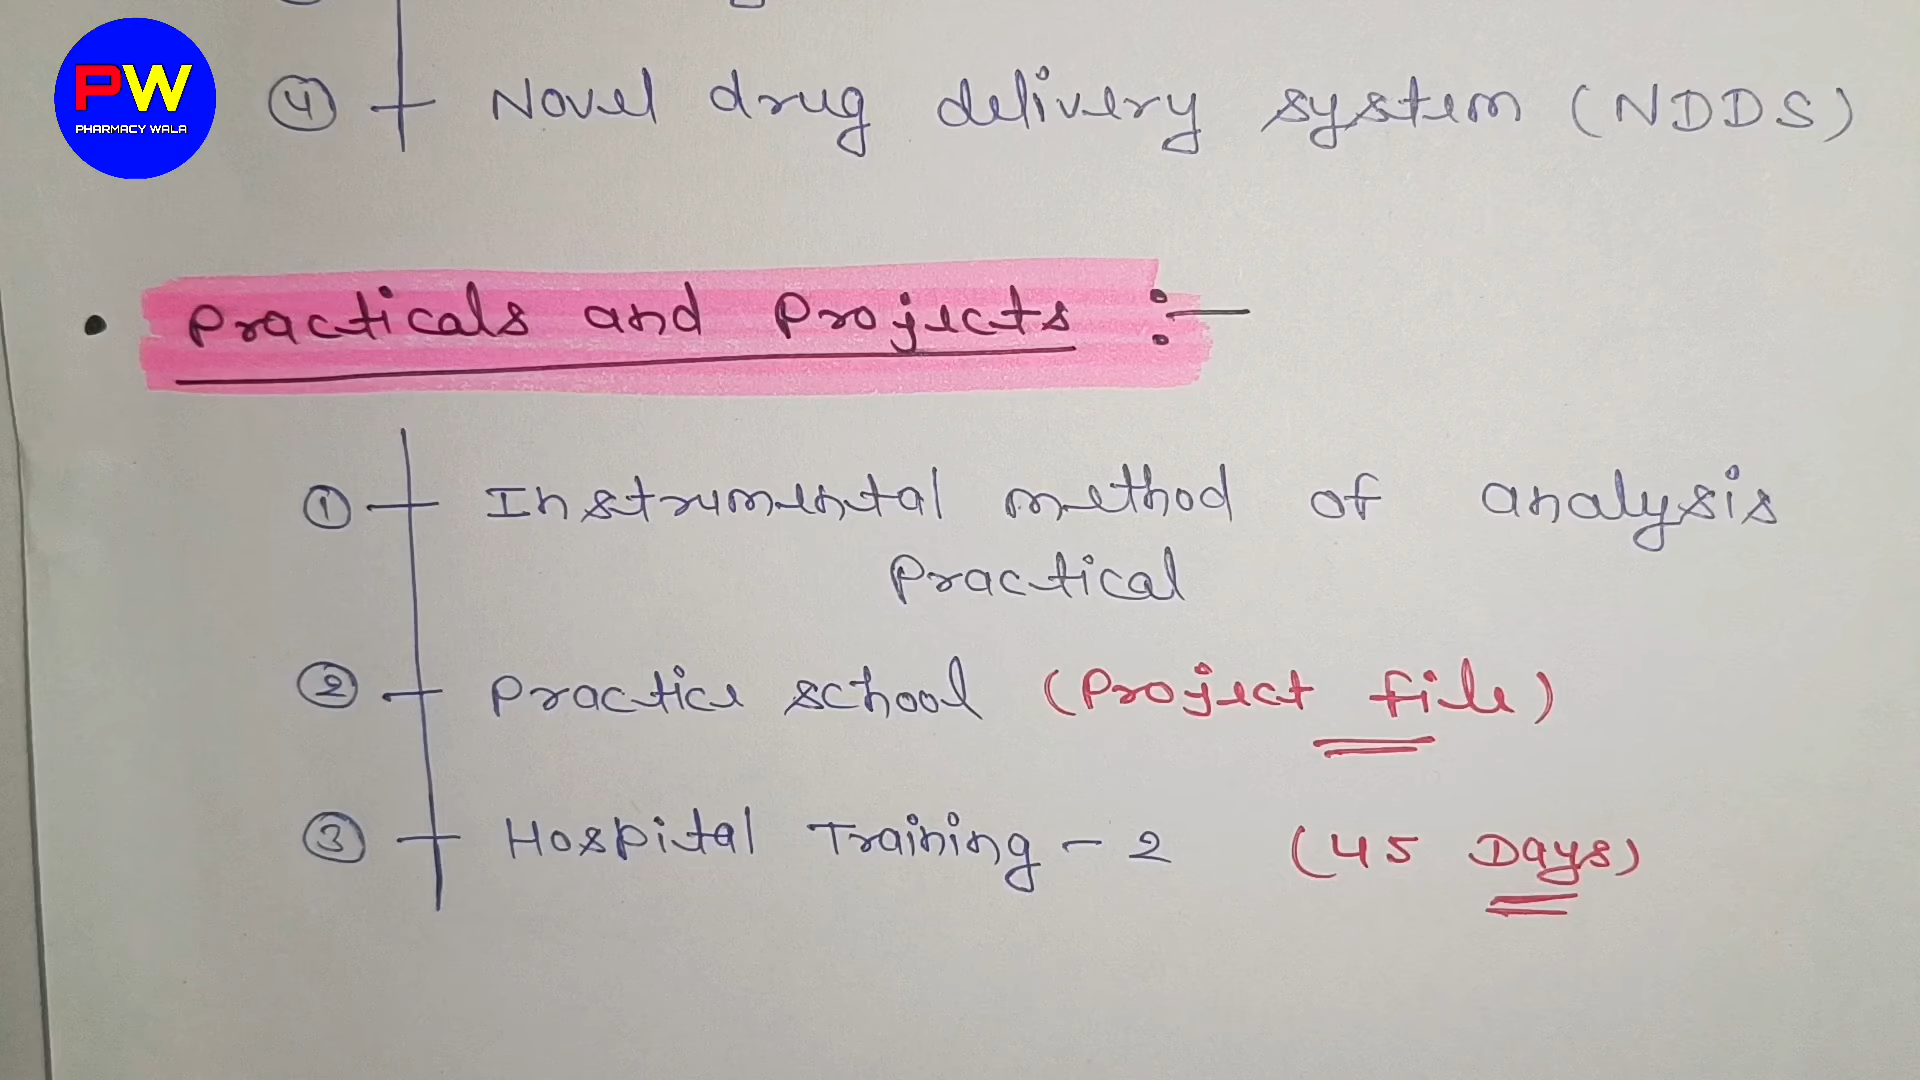 PW
PHARMACY WALA
④ Novel drug delivery system (NDDS)
• Practicals and Projects :-
① Instrumental method of analysis
Practical
② Practice school (Project file)
③ Hospital Training - 2 (45 Days)